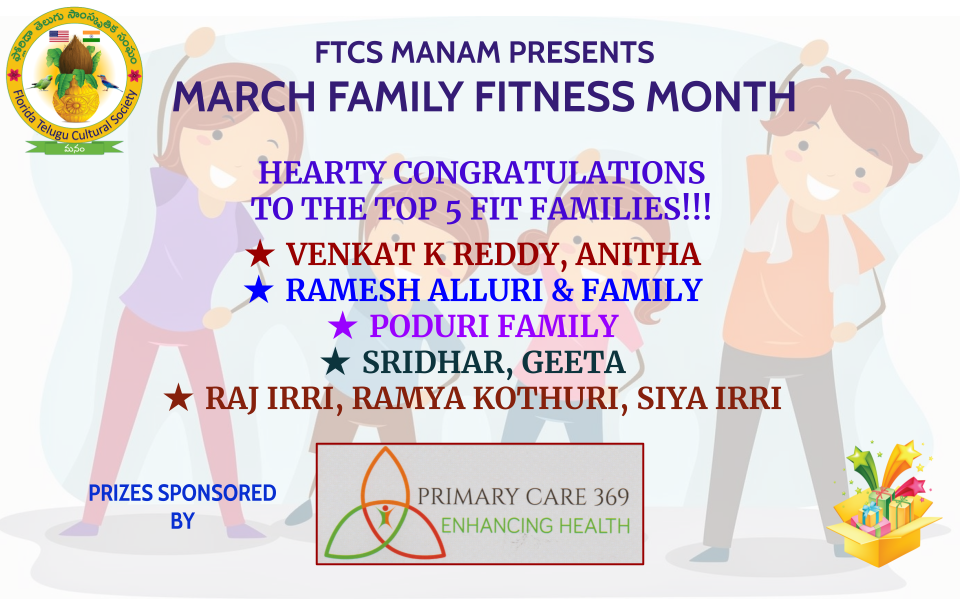 ఫ్లోరిడా తెలుగు సాంస్కృతిక సంఘం
Florida Telugu Cultural Society
మనం
FTCS MANAM PRESENTS
MARCH FAMILY FITNESS MONTH
HEARTY CONGRATULATIONS
TO THE TOP 5 FIT FAMILIES!!!
★ VENKAT K REDDY, ANITHA
★ RAMESH ALLURI & FAMILY
★ PODURI FAMILY
★ SRIDHAR, GEETA
★ RAJ IRRI, RAMYA KOTHURI, SIYA IRRI
PRIZES SPONSORED
BY
PRIMARY CARE 369
ENHANCING HEALTH